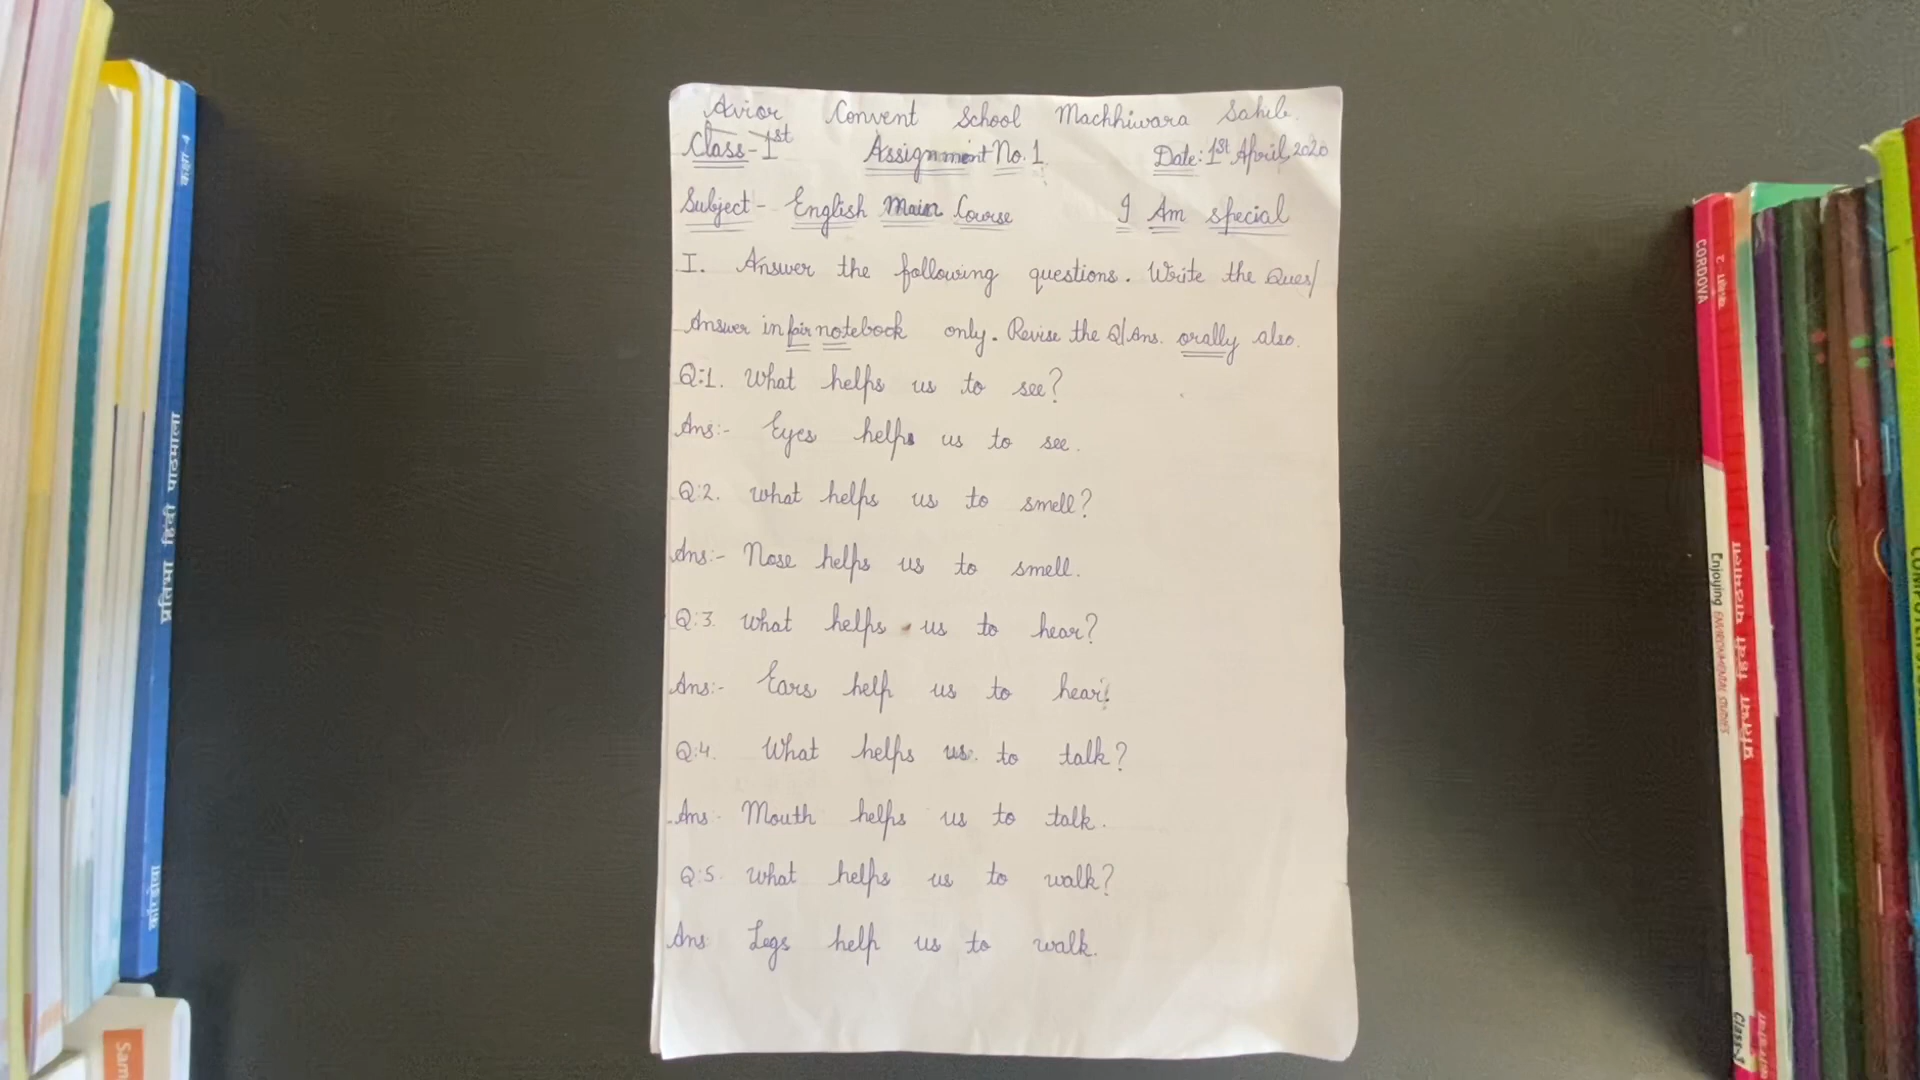 Avior Convent School Machhiwara Sahib.
Class-1st Assignment No. 1. Date: 1st April, 2020
Subject- English Main Course I Am special
I. Answer the following questions. Write the Ques/
Answer in fair notebook only. Revise the Q/Ans. orally also.
Q:1. What helps us to see?
Ans:- Eyes helps us to see.
Q:2. What helps us to smell?
Ans:- Nose helps us to smell.
Q:3. What helps us to hear?
Ans:- Ears help us to hear.
Q:4. What helps us to talk?
Ans:- Mouth helps us to talk.
Q:5. What helps us to walk?
Ans: Legs help us to walk.
प्रतिभा हिंदी पाठमाला
कॉर्डोवा
Sam
CORDOVA
Enjoying ENVIRONMENTAL STUDIES
Class-1